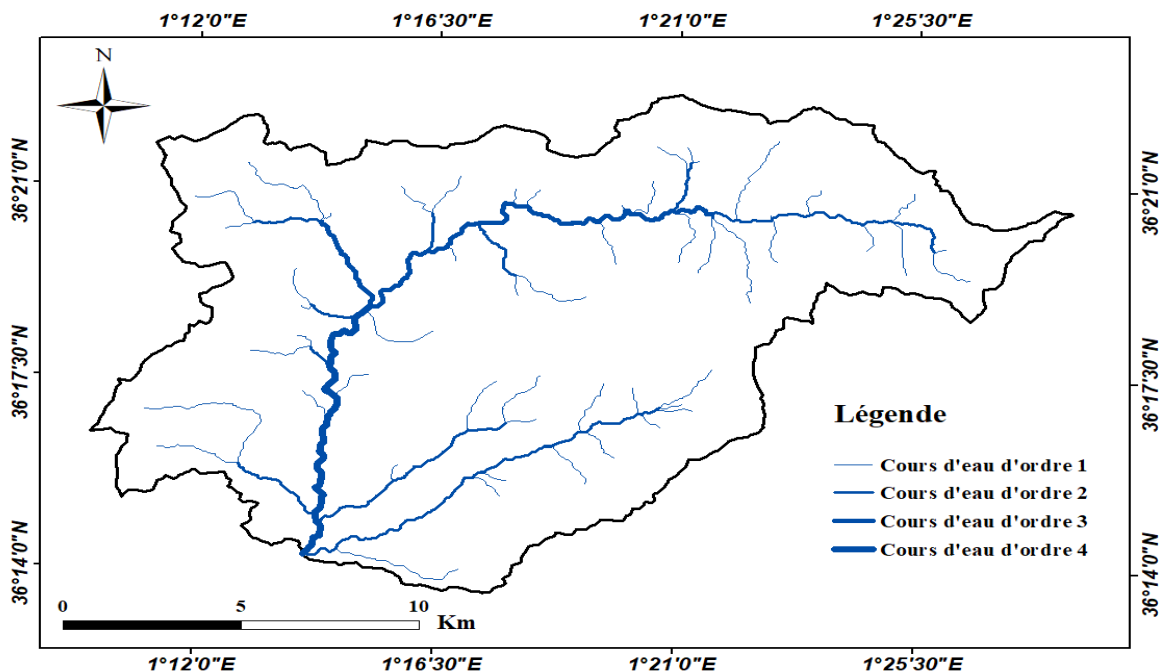 1°12'0"E 1°16'30"E 1°21'0"E 1°25'30"E
N
36°21'0"N
36°17'30"N
36°14'0"N
36°21'0"N
36°17'30"N
36°14'0"N
Légende
Cours d'eau d'ordre 1
Cours d'eau d'ordre 2
Cours d'eau d'ordre 3
Cours d'eau d'ordre 4
0 5 10
Km
1°12'0"E 1°16'30"E 1°21'0"E 1°25'30"E